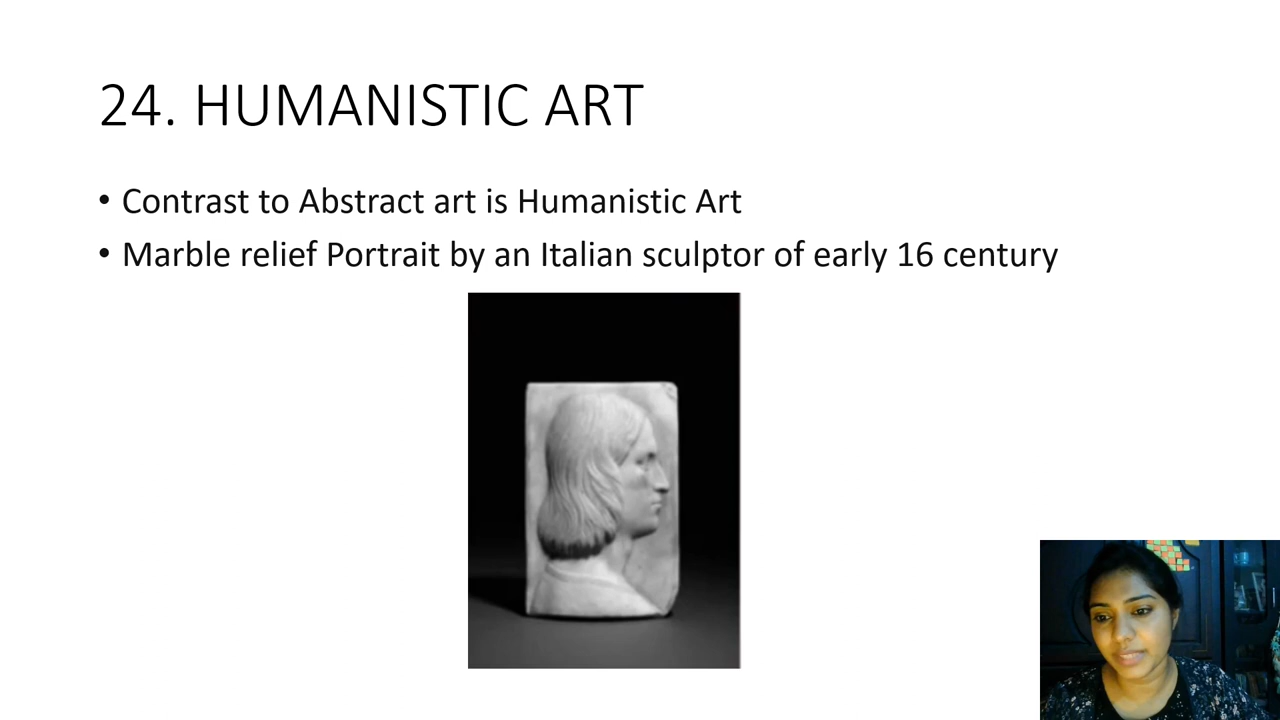 24. HUMANISTIC ART
• Contrast to Abstract art is Humanistic Art
• Marble relief Portrait by an Italian sculptor of early 16 century